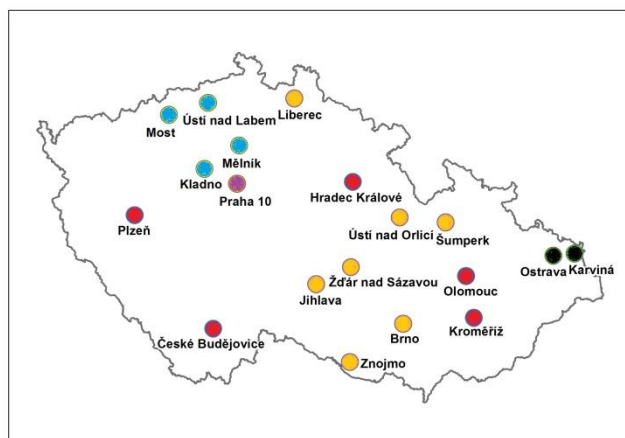 Liberec
Ústí nad Labem
Most
Mělník
Kladno
Praha 10
Hradec Králové
Plzeň
Ústí nad Orlicí
Šumperk
Ostrava
Karviná
Žďár nad Sázavou
Olomouc
Jihlava
Kroměříž
Brno
České Budějovice
Znojmo